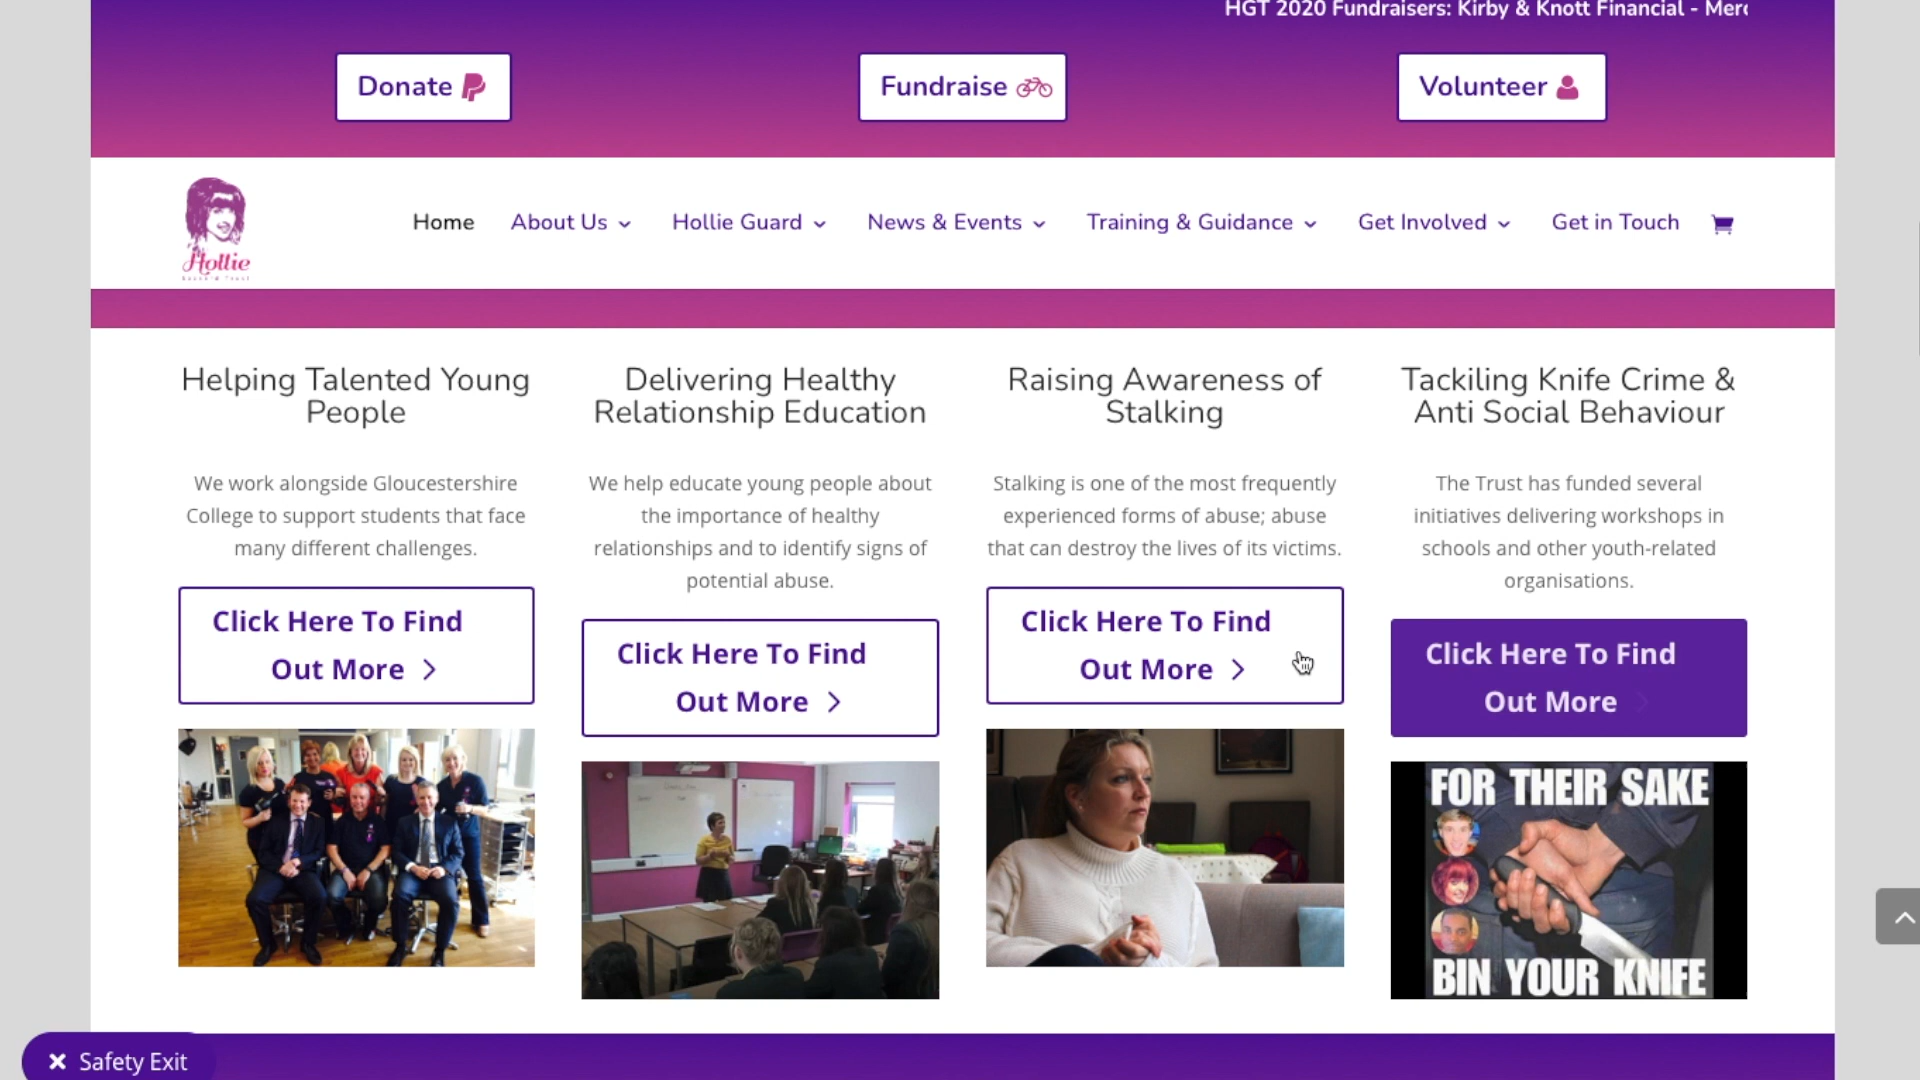 HGT 2020 Fundraisers: Kirby & Knott Financial - Merc
Donate
Fundraise
Volunteer
Hollie
Home
About Us
Hollie Guard
News & Events
Training & Guidance
Get Involved
Get in Touch
Helping Talented Young
People
We work alongside Gloucestershire
College to support students that face
many different challenges.
Click Here To Find
Out More
Delivering Healthy
Relationship Education
We help educate young people about
the importance of healthy
relationships and to identify signs of
potential abuse.
Click Here To Find
Out More
Raising Awareness of
Stalking
Stalking is one of the most frequently
experienced forms of abuse; abuse
that can destroy the lives of its victims.
Click Here To Find
Out More
Tackiling Knife Crime &
Anti Social Behaviour
The Trust has funded several
initiatives delivering workshops in
schools and other youth-related
organisations.
Click Here To Find
Out More
FOR THEIR SAKE
BIN YOUR KNIFE
Safety Exit